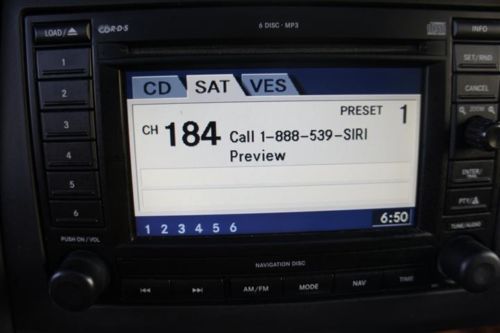 6 DISC · MP3
LOAD/
INFO
1
2
3
4
5
6
SET/RND
CANCEL
ZOOM
ENTER/
PTY/
TUNE/AUDIO
CD SAT VES
PRESET 1
CH 184 Call 1-888-539-SIRI
Preview
1 2 3 4 5 6
6:50
PUSH ON / VOL
NAVIGATION DISC
AM/FM
MODE
NAV
TIME